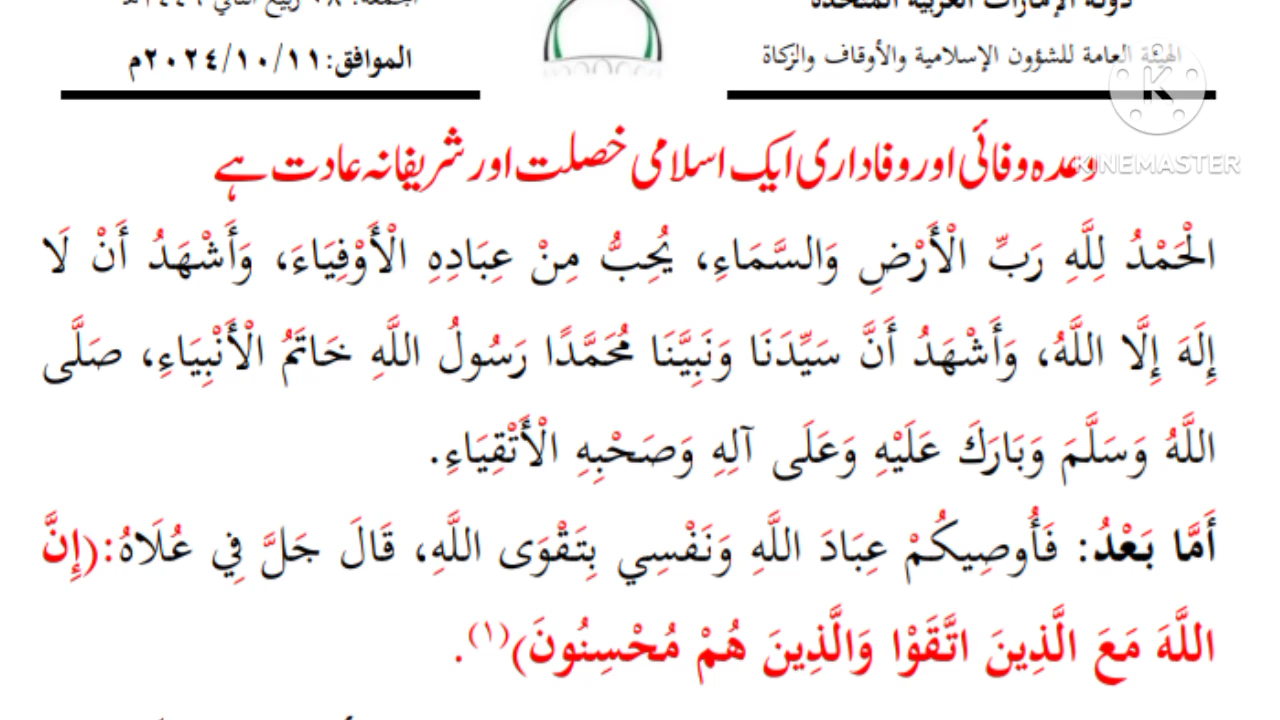 دولة الإمارات العربية المتحدة
الهيئة العامة للشؤون الإسلامية والأوقاف والزكاة
الموافق: ٢٠٢٤/١٠/١١م
KINEMASTER
وعدہ وفائی اور وفاداری ایک اسلامی خصلت اور شریفانہ عادت ہے
الْحَمْدُ لِلَّهِ رَبِّ الْأَرْضِ وَالسَّمَاءِ، يُحِبُّ مِنْ عِبَادِهِ الْأَوْفِيَاءَ، وَأَشْهَدُ أَنْ لَا
إِلَهَ إِلَّا اللَّهُ، وَأَشْهَدُ أَنَّ سَيِّدَنَا وَنَبِيَّنَا مُحَمَّدًا رَسُولُ اللَّهِ خَاتَمُ الْأَنْبِيَاءِ، صَلَّى
اللَّهُ وَسَلَّمَ وَبَارَكَ عَلَيْهِ وَعَلَى آلِهِ وَصَحْبِهِ الْأَتْقِيَاءِ.
أَمَّا بَعْدُ: فَأُوصِيكُمْ عِبَادَ اللَّهِ وَنَفْسِي بِتَقْوَى اللَّهِ، قَالَ جَلَّ فِي عُلَاهُ: (إِنَّ
اللَّهَ مَعَ الَّذِينَ اتَّقَوْا وَالَّذِينَ هُمْ مُحْسِنُونَ)(١).